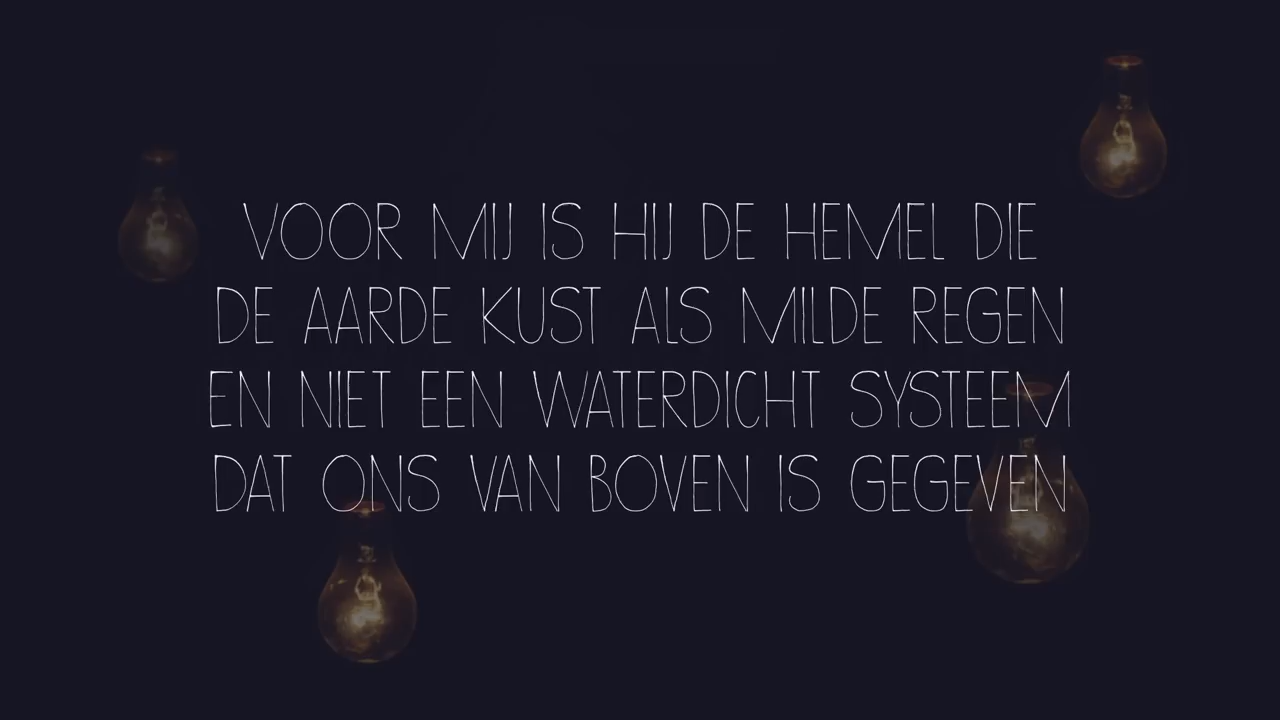 VOOR MIJ IS HIJ DE HEMEL DIE
DE AARDE KUST ALS MILDE REGEN
EN NIET EEN WATERDICHT SYSTEEM
DAT ONS VAN BOVEN IS GEGEVEN